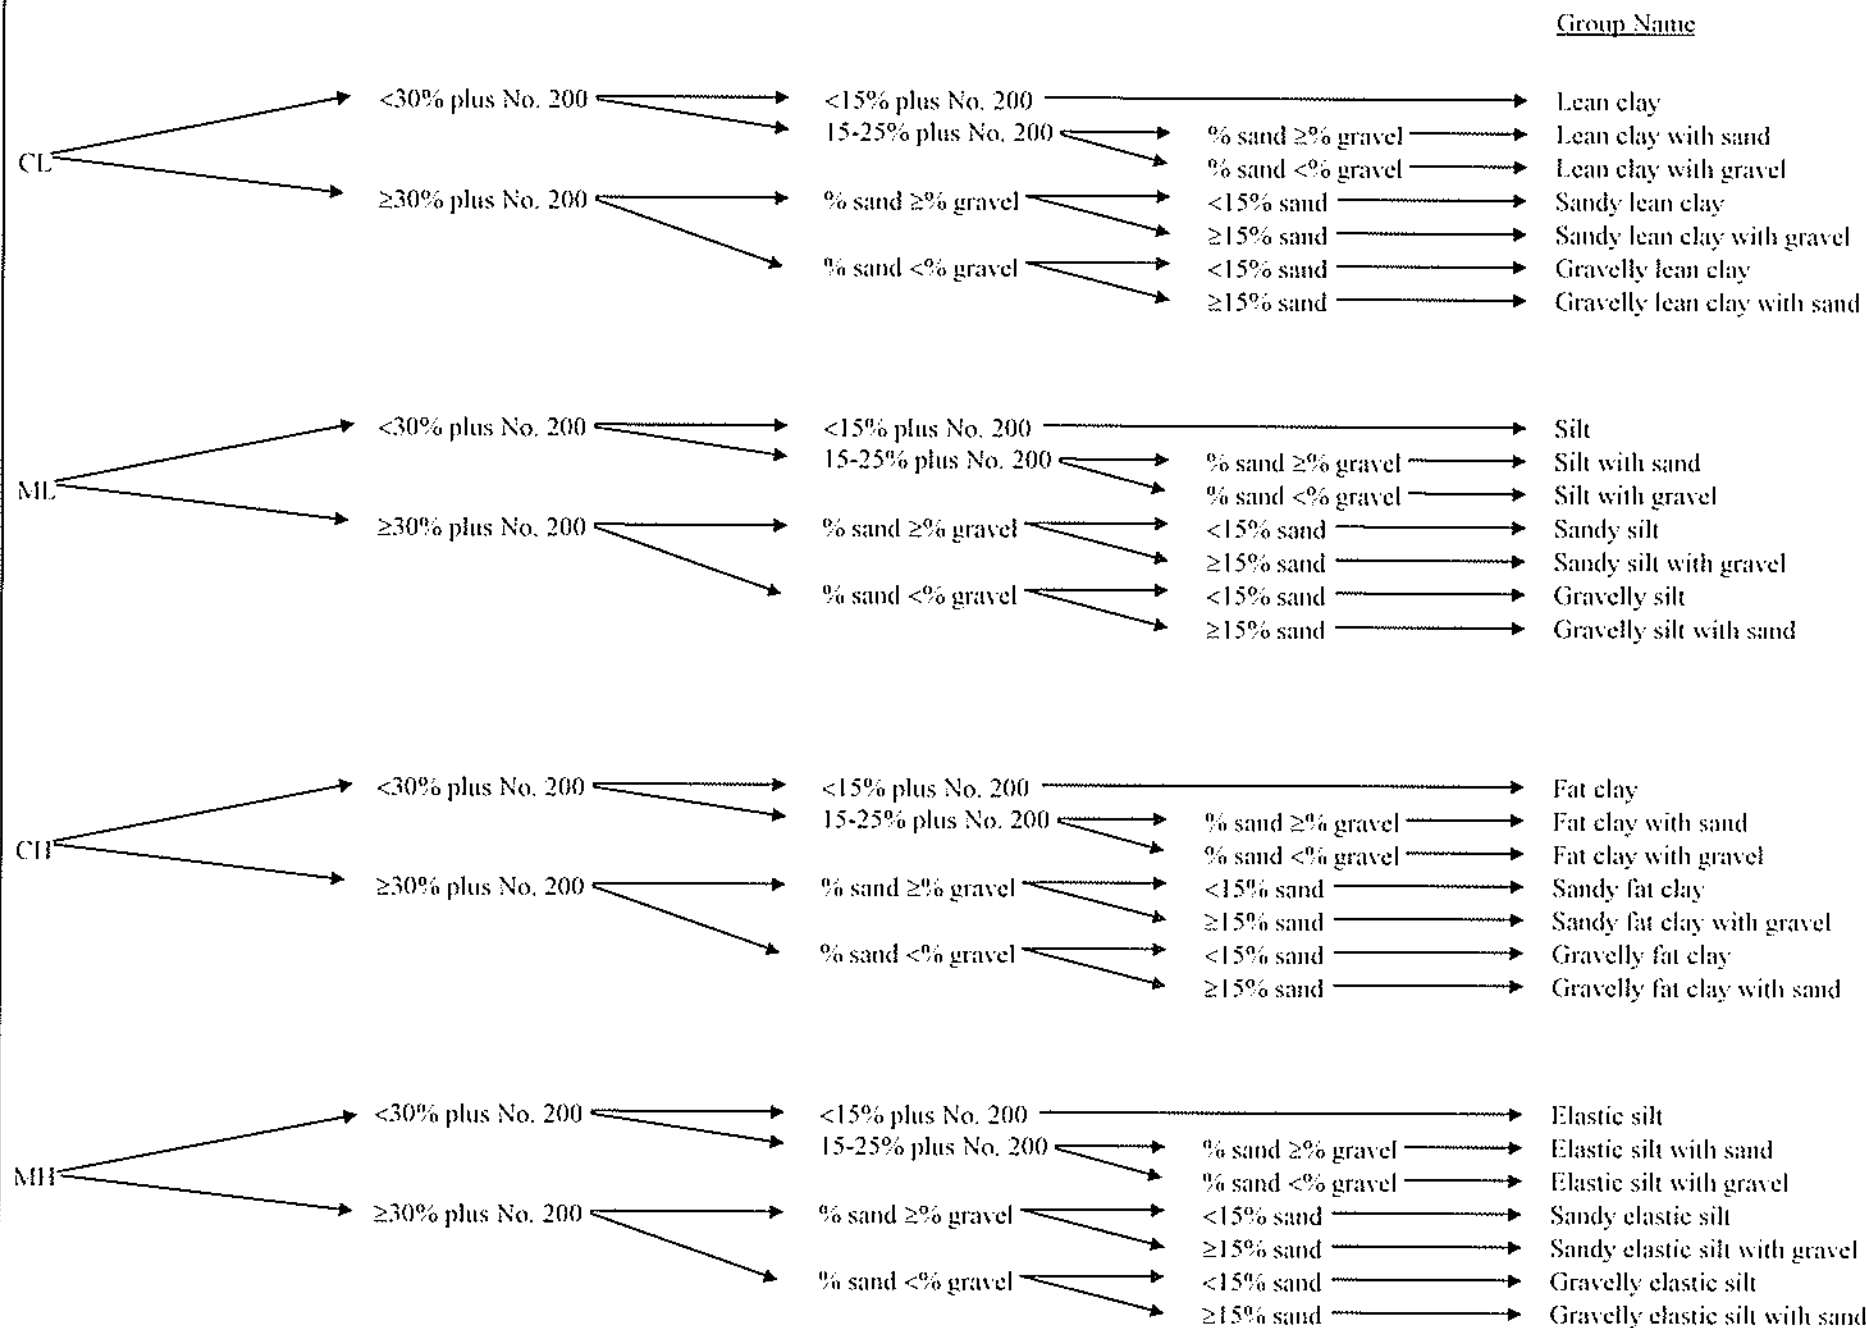 Group Name
<30% plus No. 200 <15% plus No. 200 Lean clay
15-25% plus No. 200 % sand ≥% gravel Lean clay with sand
CL
% sand <% gravel Lean clay with gravel
≥30% plus No. 200 % sand ≥% gravel <15% sand Sandy lean clay
≥15% sand Sandy lean clay with gravel
% sand <% gravel <15% sand Gravelly lean clay
≥15% sand Gravelly lean clay with sand
<30% plus No. 200 <15% plus No. 200 Silt
15-25% plus No. 200 % sand ≥% gravel Silt with sand
ML
% sand <% gravel Silt with gravel
≥30% plus No. 200 % sand ≥% gravel <15% sand Sandy silt
≥15% sand Sandy silt with gravel
% sand <% gravel <15% sand Gravelly silt
≥15% sand Gravelly silt with sand
<30% plus No. 200 <15% plus No. 200 Fat clay
15-25% plus No. 200 % sand ≥% gravel Fat clay with sand
CH
% sand <% gravel Fat clay with gravel
≥30% plus No. 200 % sand ≥% gravel <15% sand Sandy fat clay
≥15% sand Sandy fat clay with gravel
% sand <% gravel <15% sand Gravelly fat clay
≥15% sand Gravelly fat clay with sand
<30% plus No. 200 <15% plus No. 200 Elastic silt
15-25% plus No. 200 % sand ≥% gravel Elastic silt with sand
MH
% sand <% gravel Elastic silt with gravel
≥30% plus No. 200 % sand ≥% gravel <15% sand Sandy elastic silt
≥15% sand Sandy elastic silt with gravel
% sand <% gravel <15% sand Gravelly elastic silt
≥15% sand Gravelly elastic silt with sand